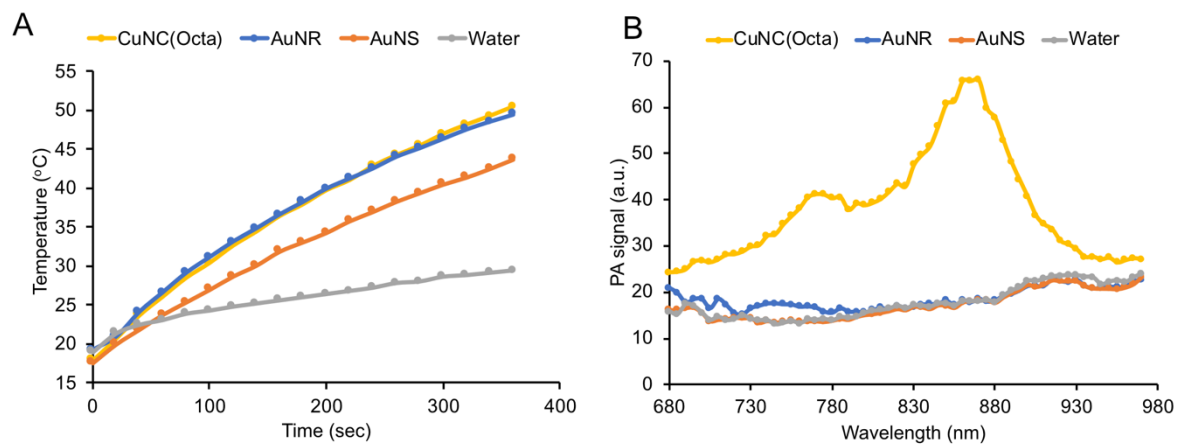 A
CuNC(Octa) AuNR AuNS Water
55
50
45
40
35
30
25
20
15
Temperature (°C)
0 100 200 300 400
Time (sec)
B
CuNC(Octa) AuNR AuNS Water
70
60
50
40
30
20
10
0
PA signal (a.u.)
680 730 780 830 880 930 980
Wavelength (nm)